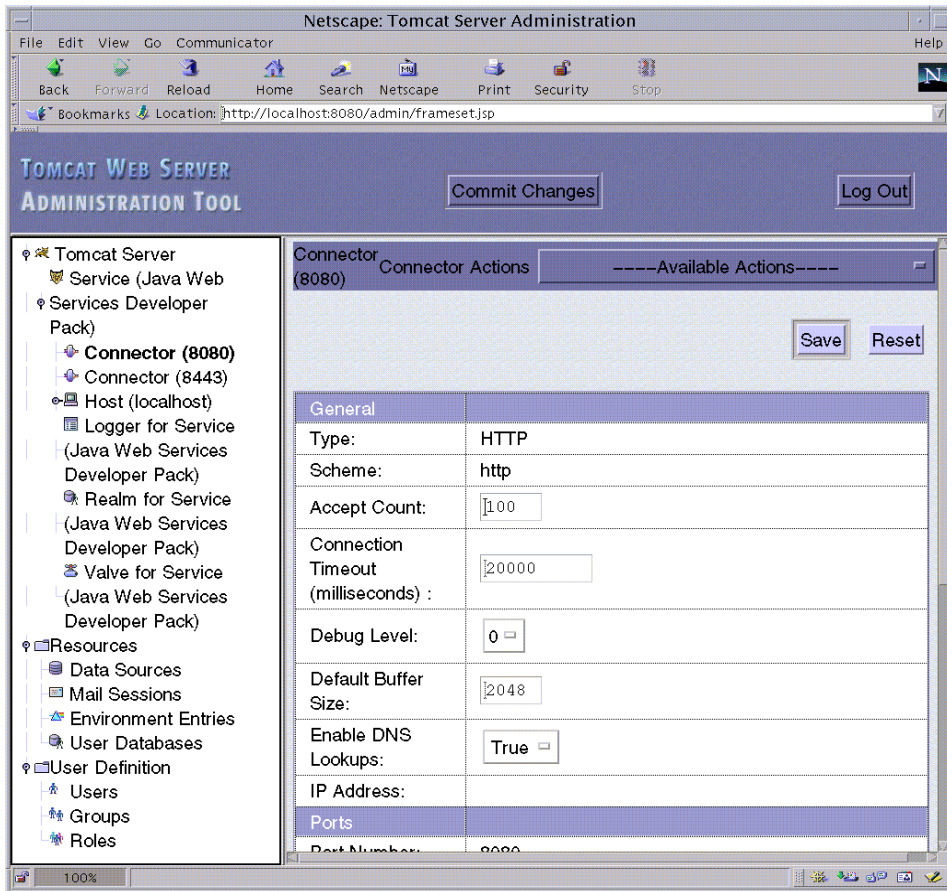 Netscape: Tomcat Server Administration
File Edit View Go Communicator Help
Back Forward Reload Home Search Netscape Print Security Stop
My
N
Bookmarks Location: http://localhost:8080/admin/frameset.jsp
TOMCAT WEB SERVER
ADMINISTRATION TOOL
Commit Changes
Log Out
Tomcat Server
Service (Java Web
Services Developer
Pack)
Connector (8080)
Connector (8443)
Host (localhost)
Logger for Service
(Java Web Services
Developer Pack)
Realm for Service
(Java Web Services
Developer Pack)
Valve for Service
(Java Web Services
Developer Pack)
Resources
Data Sources
Mail Sessions
Environment Entries
User Databases
User Definition
Users
Groups
Roles
Connector
(8080)
Connector Actions
----Available Actions----
Save Reset
General
Type: HTTP
Scheme: http
Accept Count: 100
Connection
Timeout
(milliseconds) :
20000
Debug Level: 0
Default Buffer
Size:
2048
Enable DNS
Lookups:
True
IP Address:
Ports
Port Number: 8080
100%